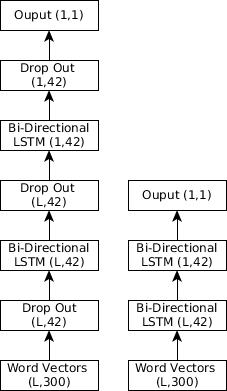 Ouput (1,1)
Drop Out
(1,42)
Bi-Directional
LSTM (1,42)
Drop Out
(L,42)
Bi-Directional
LSTM (L,42)
Drop Out
(L,42)
Word Vectors
(L,300)
Ouput (1,1)
Bi-Directional
LSTM (1,42)
Bi-Directional
LSTM (L,42)
Word Vectors
(L,300)